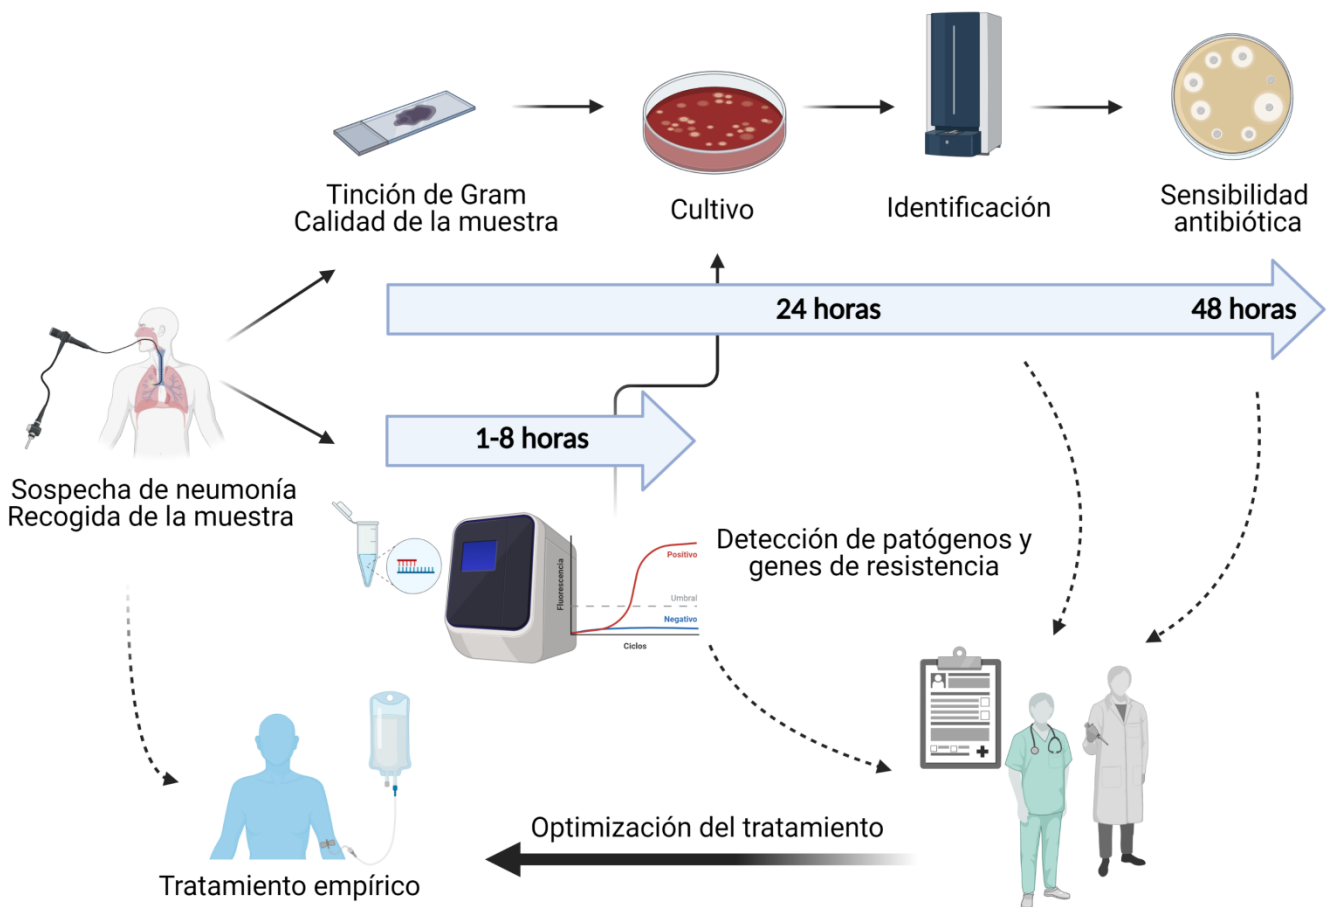 Tinción de Gram
Calidad de la muestra
Cultivo
Identificación
Sensibilidad
antibiótica
24 horas
48 horas
1-8 horas
Sospecha de neumonía
Recogida de la muestra
Fluorescencia
Positivo
Umbral
Negativo
Ciclos
Detección de patógenos y
genes de resistencia
Optimización del tratamiento
Tratamiento empírico